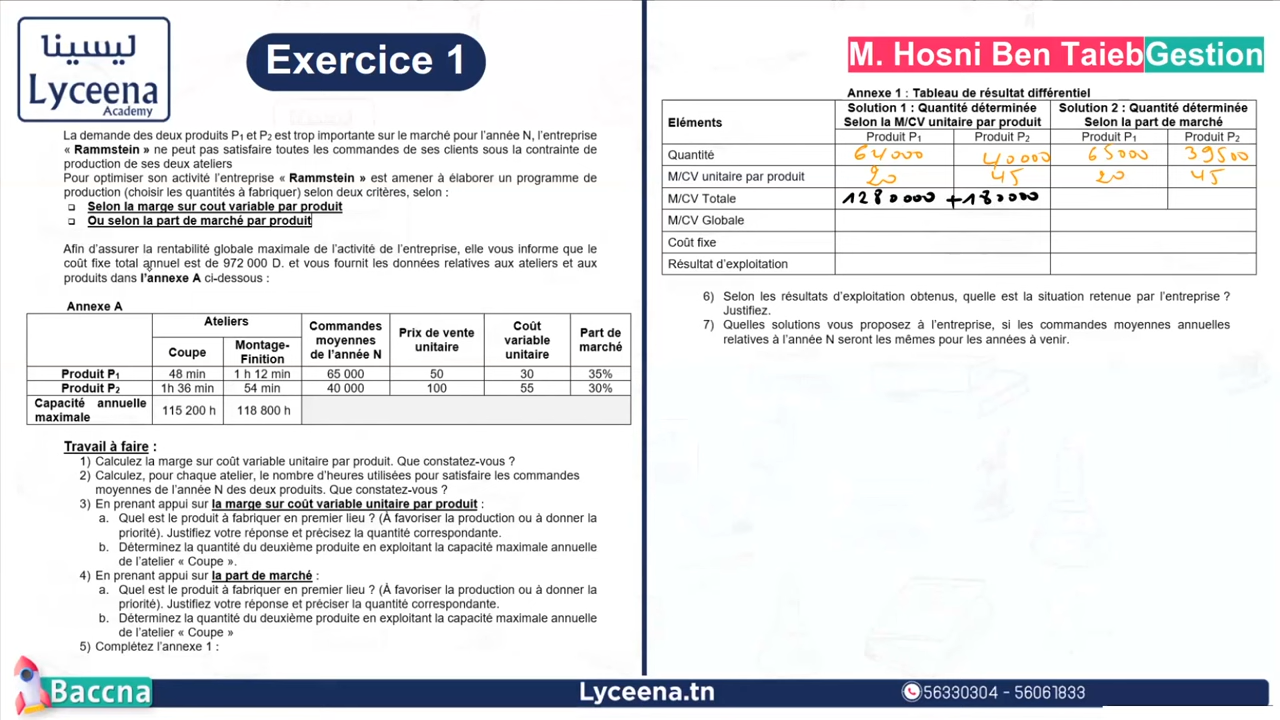 ليسينا
Lyceena
Academy
Exercice 1
M. Hosni Ben Taieb Gestion
La demande des deux produits P1 et P2 est trop importante sur le marché pour l'année N, l'entreprise
« Rammstein » ne peut pas satisfaire toutes les commandes de ses clients sous la contrainte de
production de ses deux ateliers
Pour optimiser son activité l'entreprise « Rammstein » est amener à élaborer un programme de
production (choisir les quantités à fabriquer) selon deux critères, selon :
❑ Selon la marge sur cout variable par produit
❑ Ou selon la part de marché par produit
Afin d'assurer la rentabilité globale maximale de l'activité de l'entreprise, elle vous informe que le
coût fixe total annuel est de 972 000 D. et vous fournit les données relatives aux ateliers et aux
produits dans l'annexe A ci-dessous :
Annexe A
Ateliers
Coupe
Montage-
Finition
Commandes
moyennes
de l'année N
Prix de vente
unitaire
Coût
variable
unitaire
Part de
marché
Produit P1 48 min 1 h 12 min 65 000 50 30 35%
Produit P2 1h 36 min 54 min 40 000 100 55 30%
Capacité annuelle
maximale
115 200 h 118 800 h
Travail à faire :
1) Calculez la marge sur coût variable unitaire par produit. Que constatez-vous ?
2) Calculez, pour chaque atelier, le nombre d'heures utilisées pour satisfaire les commandes
moyennes de l'année N des deux produits. Que constatez-vous ?
3) En prenant appui sur la marge sur coût variable unitaire par produit :
a. Quel est le produit à fabriquer en premier lieu ? (À favoriser la production ou à donner la
priorité). Justifiez votre réponse et précisez la quantité correspondante.
b. Déterminez la quantité du deuxième produite en exploitant la capacité maximale annuelle
de l'atelier « Coupe ».
4) En prenant appui sur la part de marché :
a. Quel est le produit à fabriquer en premier lieu ? (À favoriser la production ou à donner la
priorité). Justifiez votre réponse et préciser la quantité correspondante.
b. Déterminez la quantité du deuxième produite en exploitant la capacité maximale annuelle
de l'atelier « Coupe »
5) Complétez l'annexe 1 :
Annexe 1 : Tableau de résultat différentiel
Eléments
Solution 1 : Quantité déterminée
Selon la M/CV unitaire par produit
Solution 2 : Quantité déterminée
Selon la part de marché
Produit P1 Produit P2 Produit P1 Produit P2
Quantité 64000 40000 65000 39500
M/CV unitaire par produit 20 45 20 45
M/CV Totale 1280000 + 180000
M/CV Globale
Coût fixe
Résultat d'exploitation
6) Selon les résultats d'exploitation obtenus, quelle est la situation retenue par l'entreprise ?
Justifiez.
7) Quelles solutions vous proposez à l'entreprise, si les commandes moyennes annuelles
relatives à l'année N seront les mêmes pour les années à venir.
Baccna
Lyceena.tn
56330304 - 56061833